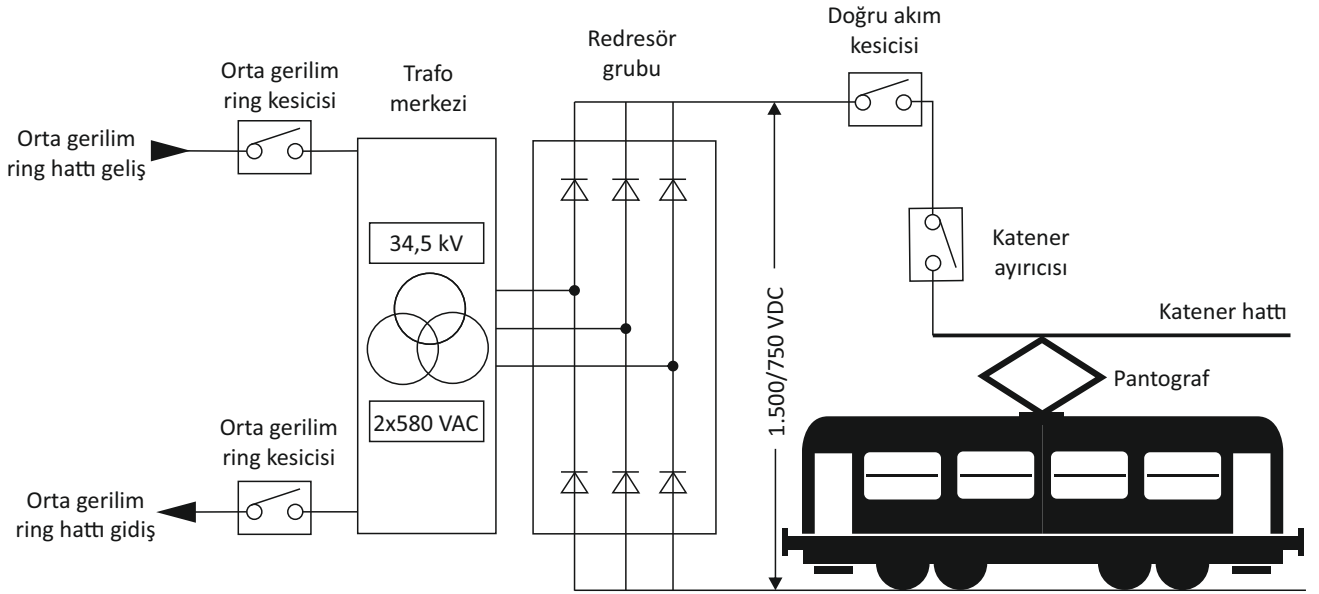 Doğru akım
kesicisi
Redresör
grubu
Orta gerilim
ring kesicisi
Trafo
merkezi
Orta gerilim
ring hattı geliş
34,5 kV
Katener
ayırıcısı
1.500/750 VDC
Katener hattı
Pantograf
2x580 VAC
Orta gerilim
ring kesicisi
Orta gerilim
ring hattı gidiş